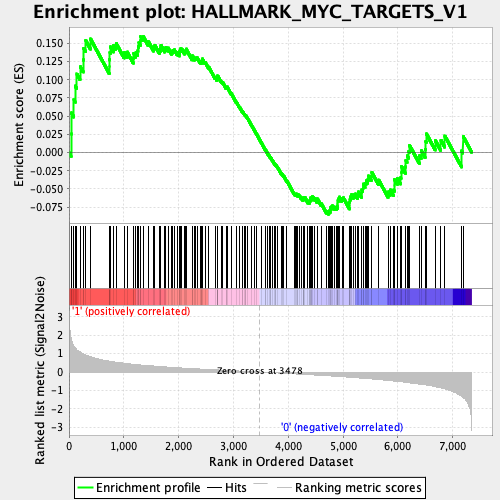 Enrichment plot: HALLMARK_MYC_TARGETS_V1
Enrichment score (ES)
0.150
0.125
0.100
0.075
0.050
0.025
0.000
-0.025
-0.050
-0.075
'1' (positively correlated)
Ranked list metric (Signal2Noise)
3
2
1
0
-1
-2
-3
Zero cross at 3478
'0' (negatively correlated)
0
1,000
2,000
3,000
4,000
5,000
6,000
7,000
Rank in Ordered Dataset
Enrichment profile
Hits
Ranking metric scores